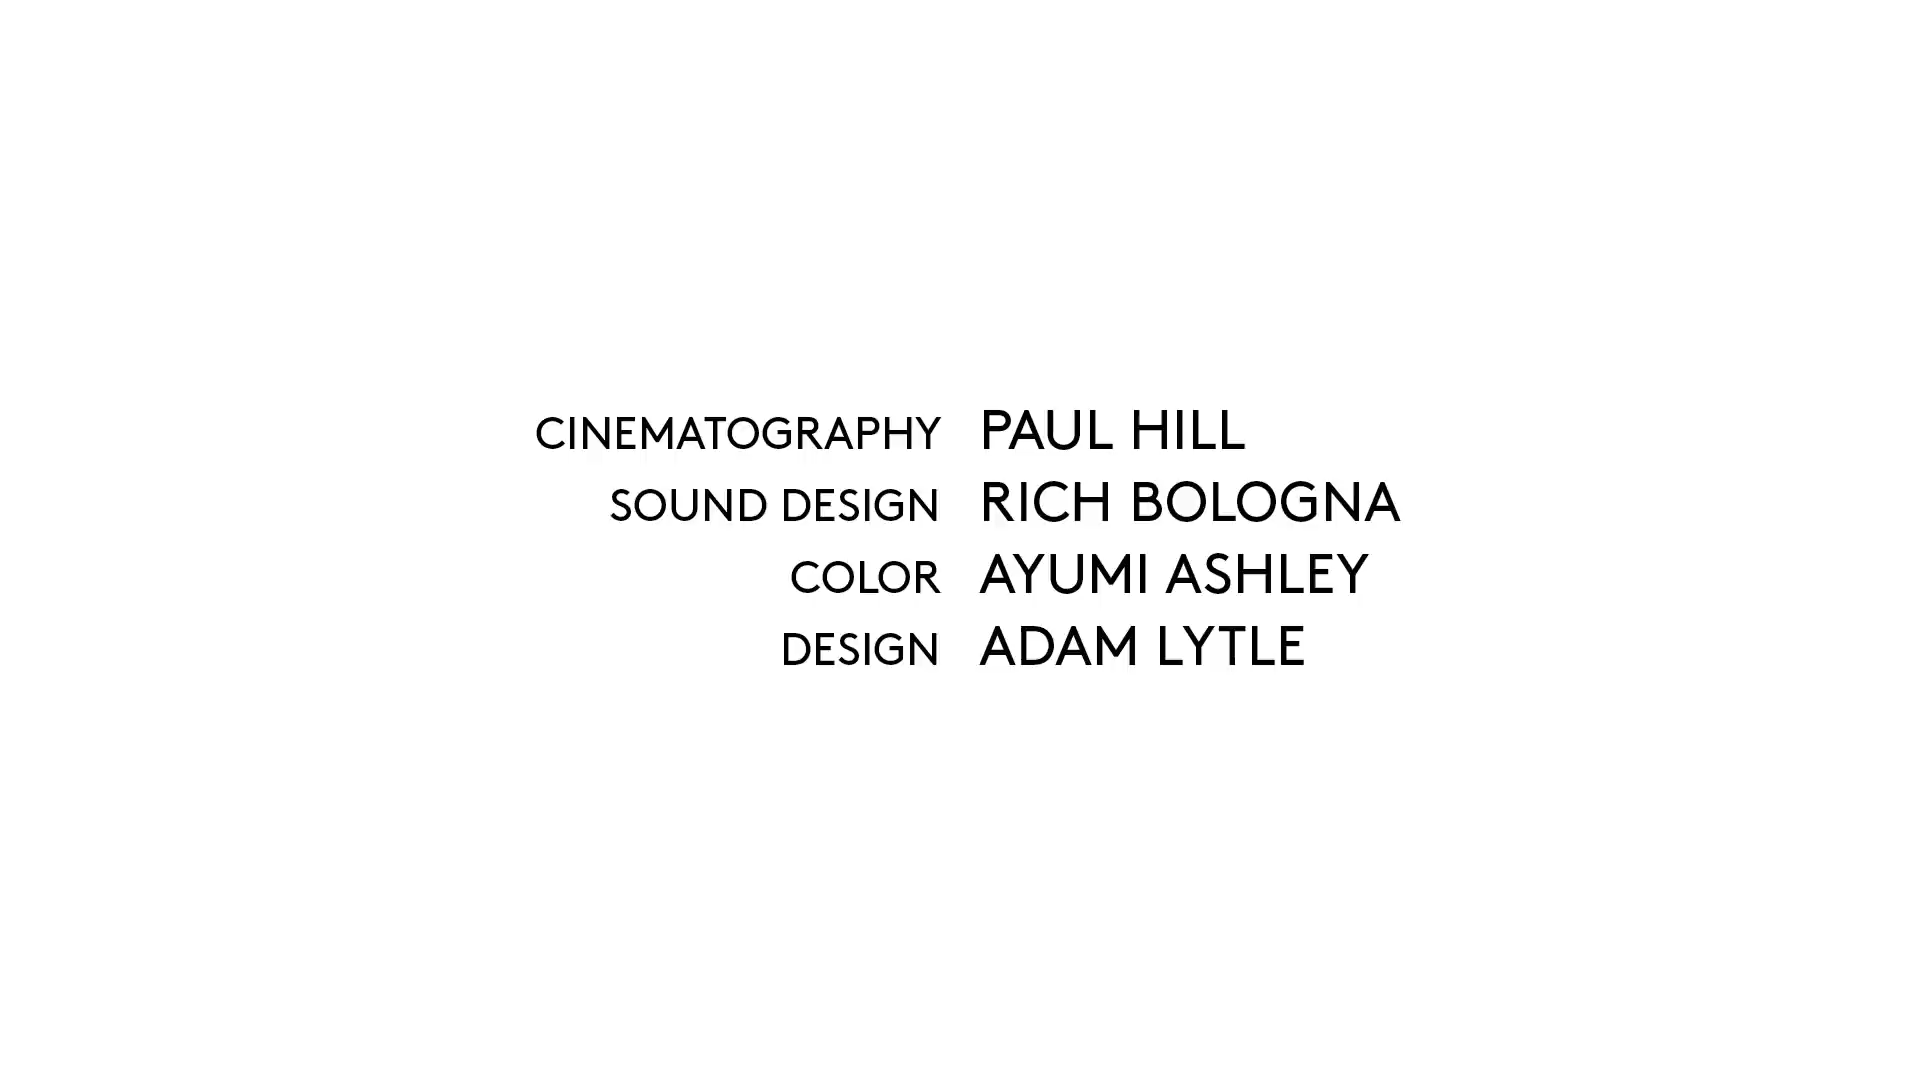 CINEMATOGRAPHY PAUL HILL
SOUND DESIGN RICH BOLOGNA
COLOR AYUMI ASHLEY
DESIGN ADAM LYTLE